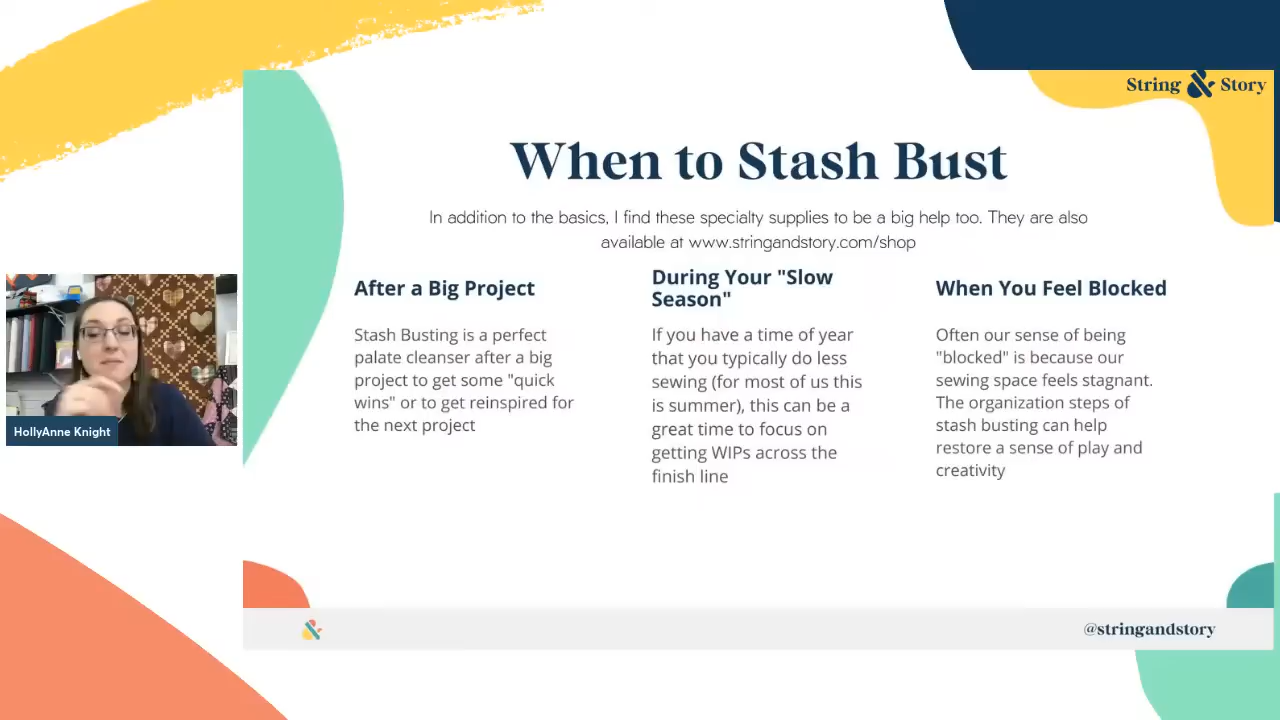 String & Story
When to Stash Bust
In addition to the basics, I find these specialty supplies to be a big help too. They are also
available at www.stringandstory.com/shop
After a Big Project
Stash Busting is a perfect
palate cleanser after a big
project to get some "quick
wins" or to get reinspired for
the next project
During Your "Slow
Season"
If you have a time of year
that you typically do less
sewing (for most of us this
is summer), this can be a
great time to focus on
getting WIPs across the
finish line
When You Feel Blocked
Often our sense of being
"blocked" is because our
sewing space feels stagnant.
The organization steps of
stash busting can help
restore a sense of play and
creativity
HollyAnne Knight
@stringandstory